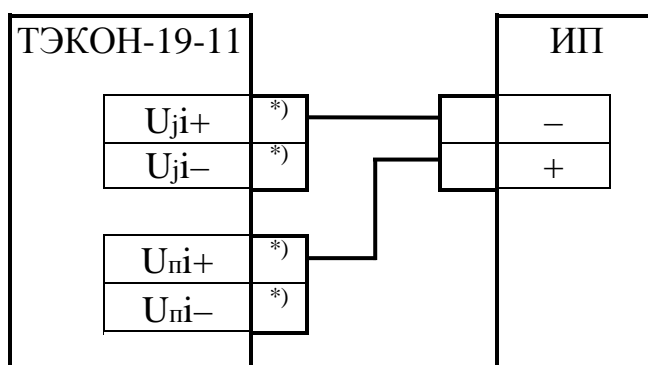 ТЭКОН-19-11 ИП
Uji+ *) –
Uji– *) +
Uпi+ *)
Uпi– *)